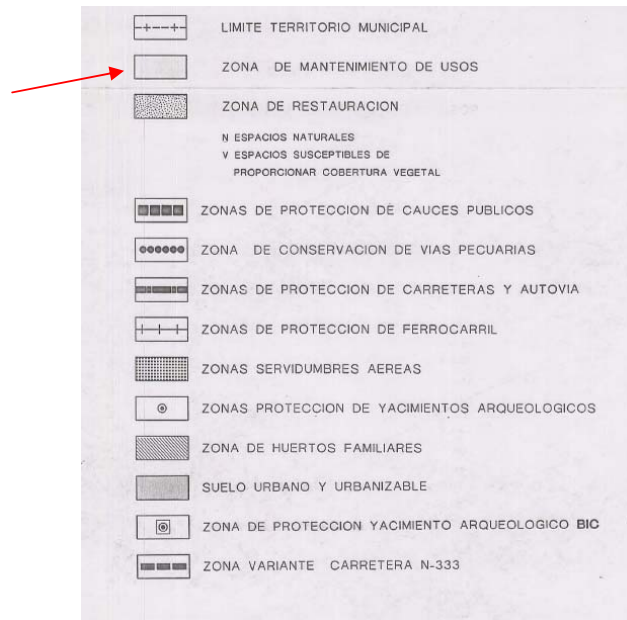 LIMITE TERRITORIO MUNICIPAL
ZONA DE MANTENIMIENTO DE USOS
ZONA DE RESTAURACION
N ESPACIOS NATURALES
V ESPACIOS SUSCEPTIBLES DE
PROPORCIONAR COBERTURA VEGETAL
ZONAS DE PROTECCION DE CAUCES PUBLICOS
ZONA DE CONSERVACION DE VIAS PECUARIAS
ZONAS DE PROTECCION DE CARRETERAS Y AUTOVIA
ZONAS DE PROTECCION DE FERROCARRIL
ZONAS SERVIDUMBRES AEREAS
ZONAS PROTECCION DE YACIMIENTOS ARQUEOLOGICOS
ZONA DE HUERTOS FAMILIARES
SUELO URBANO Y URBANIZABLE
ZONA DE PROTECCION YACIMIENTO ARQUEOLOGICO BIC
ZONA VARIANTE CARRETERA N-333